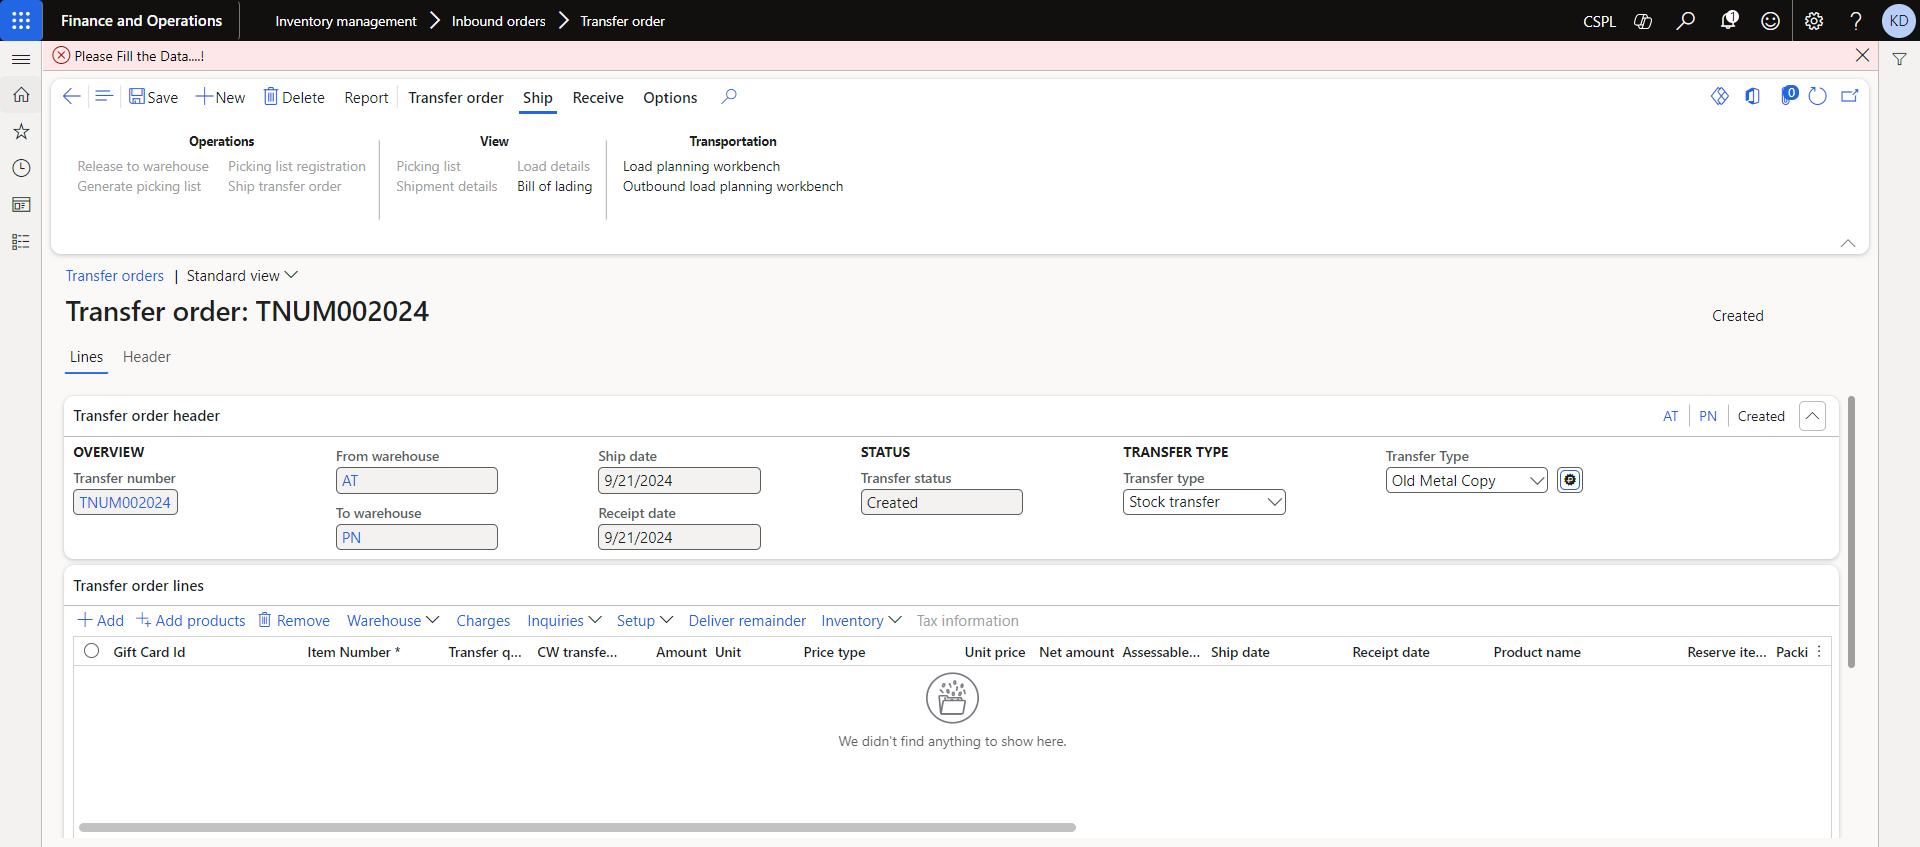 Finance and Operations
Inventory management
Inbound orders
Transfer order
CSPL
1
KD
Please Fill the Data....!
Save
New
Delete
Report
Transfer order
Ship
Receive
Options
0
Operations
View
Transportation
Release to warehouse
Picking list registration
Picking list
Load details
Load planning workbench
Generate picking list
Ship transfer order
Shipment details
Bill of lading
Outbound load planning workbench
Transfer orders | Standard view
Transfer order: TNUM002024
Created
Lines
Header
Transfer order header
AT
PN
Created
OVERVIEW
Transfer number
TNUM002024
From warehouse
AT
To warehouse
PN
Ship date
9/21/2024
Receipt date
9/21/2024
STATUS
Transfer status
Created
TRANSFER TYPE
Transfer type
Stock transfer
Transfer Type
Old Metal Copy
Transfer order lines
Add
Add products
Remove
Warehouse
Charges
Inquiries
Setup
Deliver remainder
Inventory
Tax information
Gift Card Id
Item Number *
Transfer q...
CW transfe...
Amount
Unit
Price type
Unit price
Net amount
Assessable...
Ship date
Receipt date
Product name
Reserve ite...
Packi
We didn't find anything to show here.